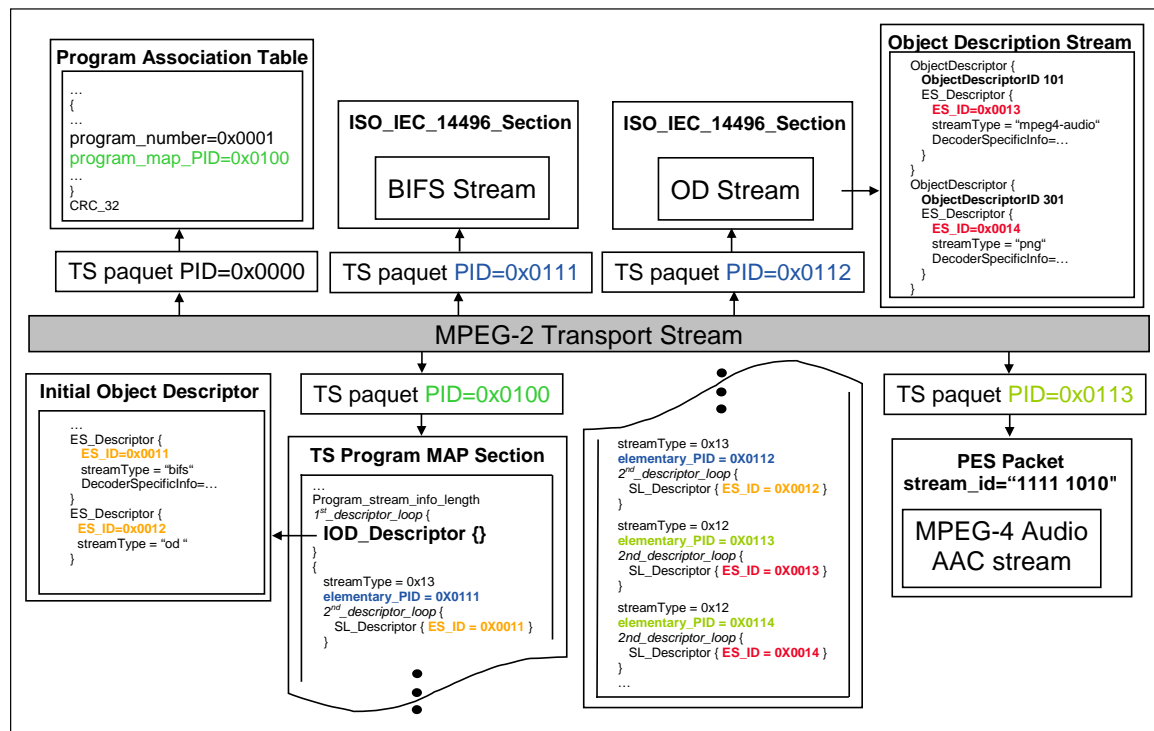 Program Association Table
…
{
…
program_number=0x0001
program_map_PID=0x0100
…
}
CRC_32
TS paquet PID=0x0000
ISO_IEC_14496_Section
BIFS Stream
TS paquet PID=0x0111
ISO_IEC_14496_Section
OD Stream
TS paquet PID=0x0112
Object Description Stream
ObjectDescriptor {
ObjectDescriptorID 101
ES_Descriptor {
ES_ID=0x0013
streamType = “mpeg4-audio“
DecoderSpecificInfo=…
}
}
ObjectDescriptor {
ObjectDescriptorID 301
ES_Descriptor {
ES_ID=0x0014
streamType = “png“
DecoderSpecificInfo=…
}
}
MPEG-2 Transport Stream
Initial Object Descriptor
…
ES_Descriptor {
ES_ID=0x0011
streamType = “bifs“
DecoderSpecificInfo=…
}
ES_Descriptor {
ES_ID=0x0012
streamType = “od “
}
TS paquet PID=0x0100
TS Program MAP Section
…
Program_stream_info_length
1st_descriptor_loop {
IOD_Descriptor {}
}
{
streamType = 0x13
elementary_PID = 0X0111
2nd_descriptor_loop {
SL_Descriptor { ES_ID = 0X0011 }
}
streamType = 0x13
elementary_PID = 0X0112
2nd_descriptor_loop {
SL_Descriptor { ES_ID = 0X0012 }
}
streamType = 0x12
elementary_PID = 0X0113
2nd_descriptor_loop {
SL_Descriptor { ES_ID = 0X0013 }
}
streamType = 0x12
elementary_PID = 0X0114
2nd_descriptor_loop {
SL_Descriptor { ES_ID = 0X0014 }
}
…
TS paquet PID=0x0113
PES Packet
stream_id=“1111 1010"
MPEG-4 Audio
AAC stream